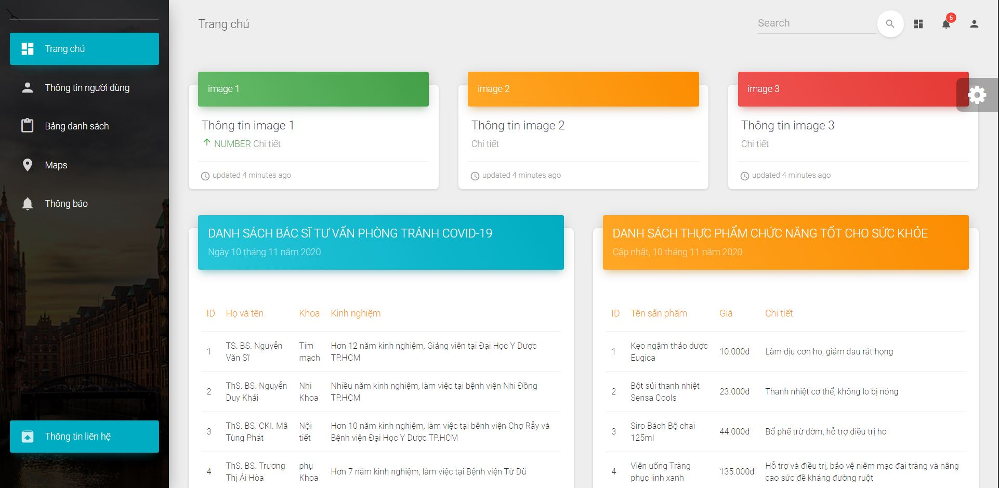 Trang chủ
Thông tin người dùng
Bảng danh sách
Maps
Thông báo
Thông tin liên hệ
Trang chủ
Search
5
image 1
Thông tin image 1
NUMBER Chi tiết
updated 4 minutes ago
image 2
Thông tin image 2
Chi tiết
updated 4 minutes ago
image 3
Thông tin image 3
Chi tiết
updated 4 minutes ago
DANH SÁCH BÁC SĨ TƯ VẤN PHÒNG TRÁNH COVID-19
Ngày 10 tháng 11 năm 2020
ID Họ và tên Khoa Kinh nghiệm
1 TS. BS. Nguyễn Văn Sĩ Tim mạch Hơn 12 năm kinh nghiệm, Giảng viên tại Đại Học Y Dược TP.HCM
2 ThS. BS. Nguyễn Duy Khải Nhi Khoa Nhiều năm kinh nghiệm, làm việc tại bệnh viện Nhi Đồng TP.HCM
3 ThS. BS. CKI. Mã Tùng Phát Nội tiết Hơn 10 năm kinh nghiệm, làm việc tại bênh viện Chợ Rẫy và Bệnh viện Đại Học Y Dược TP.HCM
4 ThS. BS. Trương Thị Ái Hòa phụ Khoa Hơn 7 năm kinh nghiệm, làm việc tại Bệnh viện Từ Dũ
DANH SÁCH THỰC PHẨM CHỨC NĂNG TỐT CHO SỨC KHỎE
Cập nhật, 10 tháng 11 năm 2020
ID Tên sản phẩm Giá Chi tiết
1 Kẹo ngậm thảo dược Eugica 10.000đ Làm dịu cơn ho, giảm đau rát họng
2 Bột sủi thanh nhiệt Sensa Cools 23.000đ Thanh nhiệt cơ thể, không lo bị nóng
3 Siro Bách Bộ chai 125ml 44.000đ Bổ phế trừ đờm, hỗ trợ điều trị ho
4 Viên uống Tràng phục linh xanh 135.000đ Hỗ trợ và điều trị, bảo vệ niêm mạc đại tràng và nâng cao sức đề kháng đường ruột